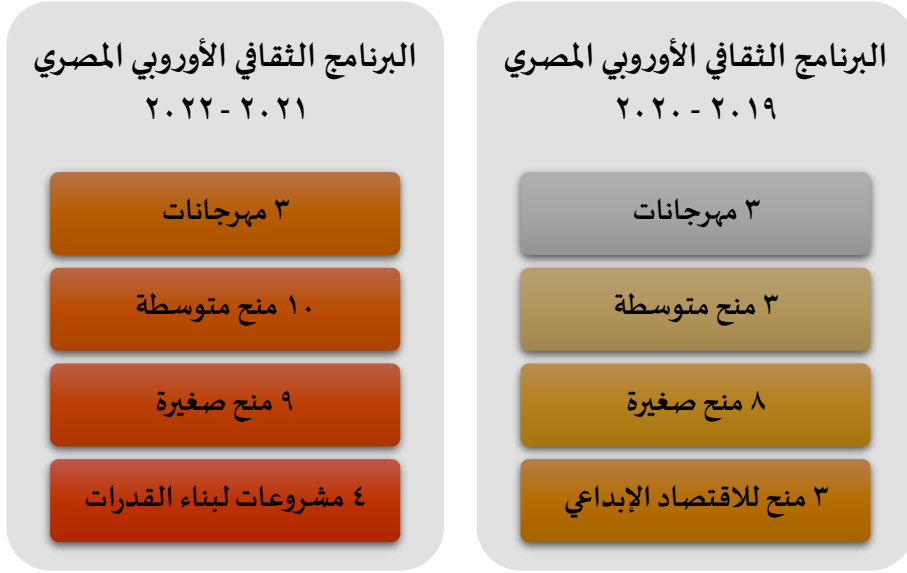 البرنامج الثقافي الأوروبي المصري
٢٠١٩ - ٢٠٢٠
٣ مهرجانات
٣ منح متوسطة
٨ منح صغيرة
٣ منح للاقتصاد الإبداعي
البرنامج الثقافي الأوروبي المصري
٢٠٢١ - ٢٠٢٢
٣ مهرجانات
١٠ منح متوسطة
٩ منح صغيرة
٤ مشروعات لبناء القدرات